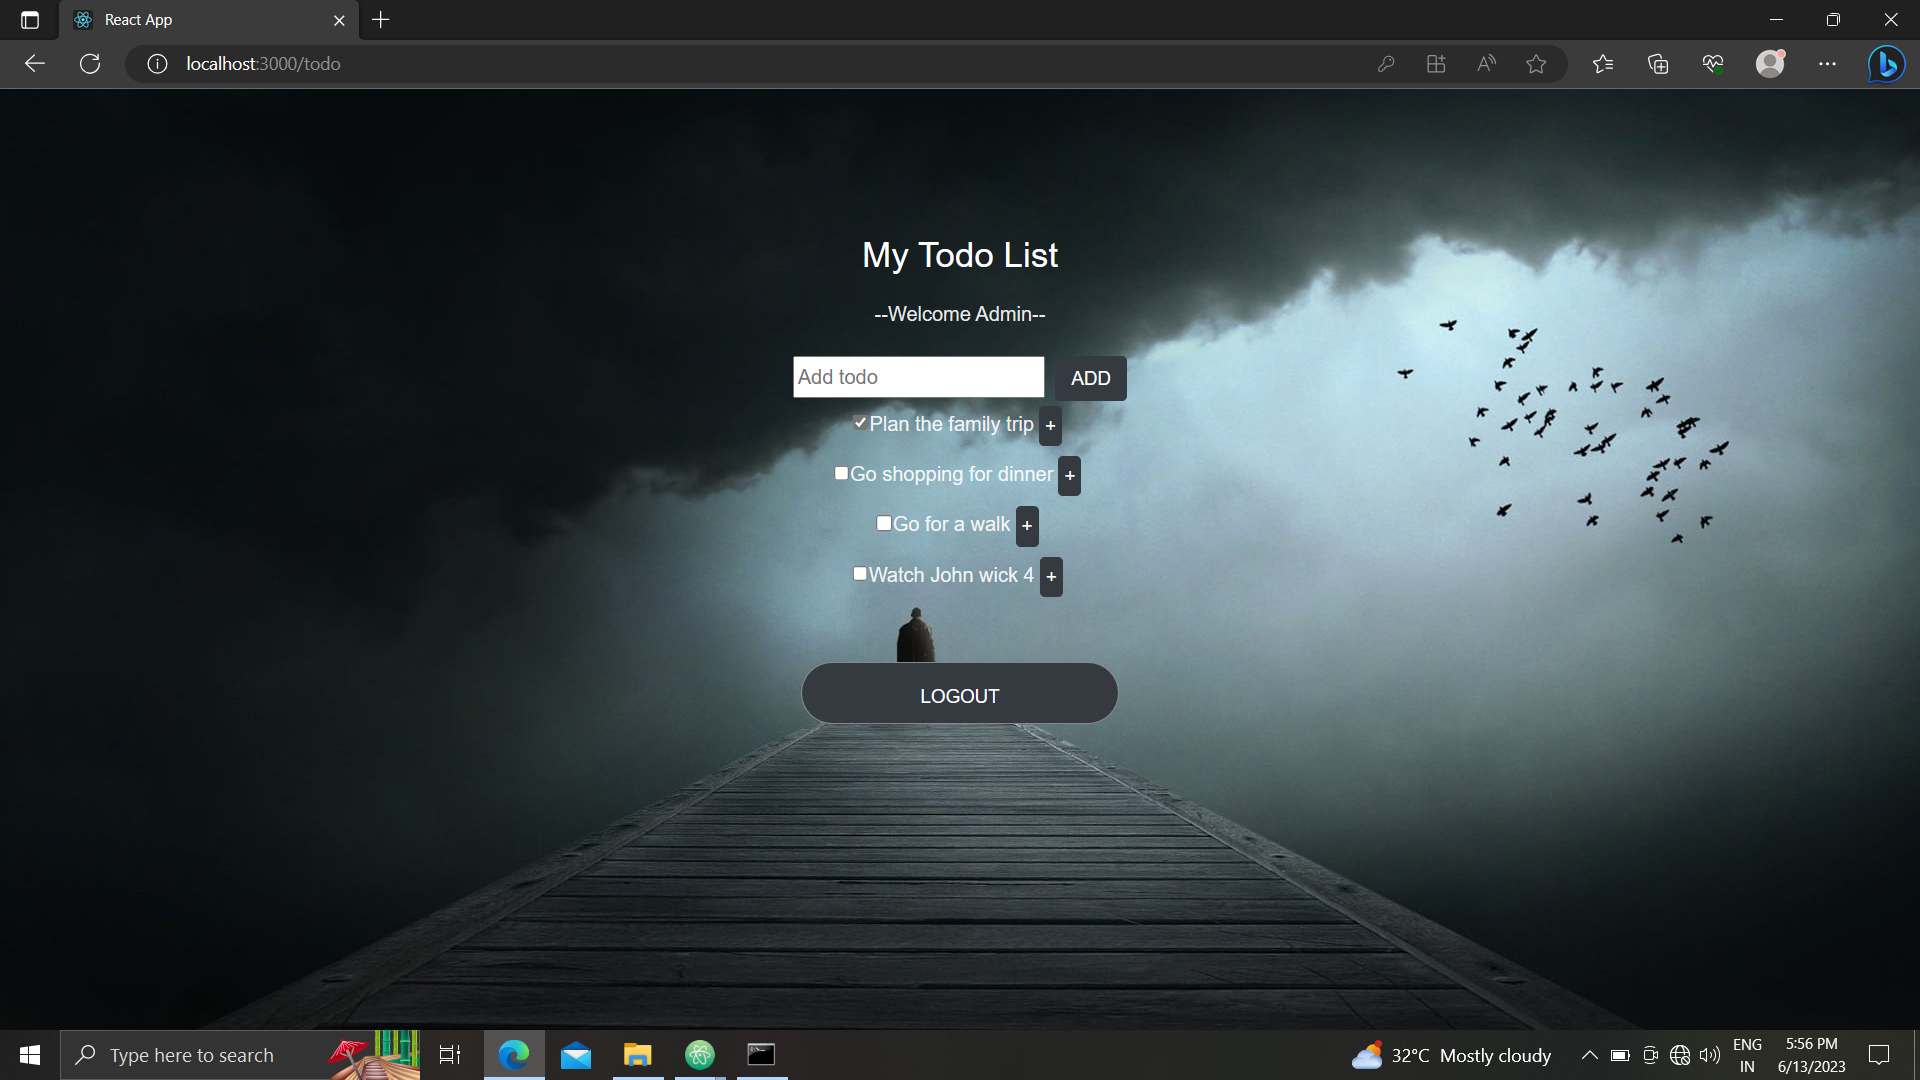 React App
localhost:3000/todo
My Todo List
--Welcome Admin--
Add todo
ADD
Plan the family trip +
Go shopping for dinner +
Go for a walk +
Watch John wick 4 +
LOGOUT
Type here to search
32°C Mostly cloudy
ENG
IN
5:56 PM
6/13/2023